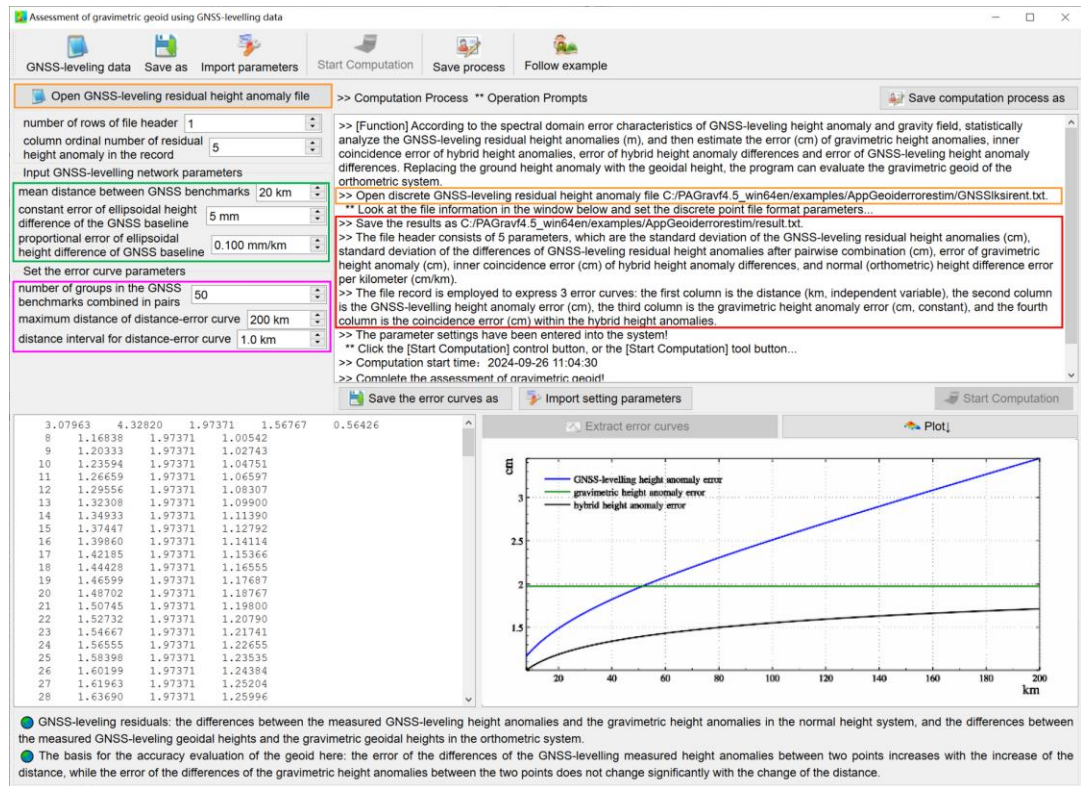 Assessment of gravimetric geoid using GNSS-levelling data
GNSS-leveling data Save as Import parameters Start Computation Save process Follow example
Open GNSS-leveling residual height anomaly file
number of rows of file header 1
column ordinal number of residual
height anomaly in the record
5
Input GNSS-levelling network parameters
mean distance between GNSS benchmarks 20 km
constant error of ellipsoidal height
difference of the GNSS baseline
5 mm
proportional error of ellipsoidal
height difference of GNSS baseline
0.100 mm/km
Set the error curve parameters
number of groups in the GNSS
benchmarks combined in pairs
50
maximum distance of distance-error curve 200 km
distance interval for distance-error curve 1.0 km
>> Computation Process ** Operation Prompts
Save computation process as
>> [Function] According to the spectral domain error characteristics of GNSS-leveling height anomaly and gravity field, statistically
analyze the GNSS-leveling residual height anomalies (m), and then estimate the error (cm) of gravimetric height anomalies, inner
coincidence error of hybrid height anomalies, error of hybrid height anomaly differences and error of GNSS-leveling height anomaly
differences. Replacing the ground height anomaly with the geoidal height, the program can evaluate the gravimetric geoid of the
orthometric system.
>> Open discrete GNSS-leveling residual height anomaly file C:/PAGravf4.5_win64en/examples/AppGeoiderrorestim/GNSSlksirent.txt.
** Look at the file information in the window below and set the discrete point file format parameters...
>> Save the results as C:/PAGravf4.5_win64en/examples/AppGeoiderrorestim/result.txt.
>> The file header consists of 5 parameters, which are the standard deviation of the GNSS-leveling residual height anomalies (cm),
standard deviation of the differences of GNSS-leveling residual height anomalies after pairwise combination (cm), error of gravimetric
height anomaly (cm), inner coincidence error (cm) of hybrid height anomaly differences, and normal (orthometric) height difference error
per kilometer (cm/km).
>> The file record is employed to express 3 error curves: the first column is the distance (km, independent variable), the second column
is the GNSS-levelling height anomaly error (cm), the third column is the gravimetric height anomaly error (cm, constant), and the fourth
column is the coincidence error (cm) within the hybrid height anomalies.
>> The parameter settings have been entered into the system!
** Click the [Start Computation] control button, or the [Start Computation] tool button...
>> Computation start time: 2024-09-26 11:04:30
>> Complete the assessment of gravimetric geoid!
Save the error curves as Import setting parameters Start Computation
3.07963 4.32820 1.97371 1.56767 0.56426
8 1.16838 1.97371 1.00542
9 1.20333 1.97371 1.02743
10 1.23594 1.97371 1.04751
11 1.26659 1.97371 1.06597
12 1.29556 1.97371 1.08307
13 1.32308 1.97371 1.09900
14 1.34933 1.97371 1.11390
15 1.37447 1.97371 1.12792
16 1.39860 1.97371 1.14114
17 1.42185 1.97371 1.15366
18 1.44428 1.97371 1.16555
19 1.46599 1.97371 1.17687
20 1.48702 1.97371 1.18767
21 1.50745 1.97371 1.19800
22 1.52732 1.97371 1.20790
23 1.54667 1.97371 1.21741
24 1.56555 1.97371 1.22655
25 1.58398 1.97371 1.23535
26 1.60199 1.97371 1.24384
27 1.61963 1.97371 1.25204
28 1.63690 1.97371 1.25996
Extract error curves Plot↓
cm
GNSS-levelling height anomaly error
gravimetric height anomaly error
hybrid height anomaly error
3
2.5
2
1.5
20 40 60 80 100 120 140 160 180 200
km
GNSS-leveling residuals: the differences between the measured GNSS-leveling height anomalies and the gravimetric height anomalies in the normal height system, and the differences between
the measured GNSS-leveling geoidal heights and the gravimetric geoidal heights in the orthometric system.
The basis for the accuracy evaluation of the geoid here: the error of the differences of the GNSS-levelling measured height anomalies between two points increases with the increase of the
distance, while the error of the differences of the gravimetric height anomalies between the two points does not change significantly with the change of the distance.